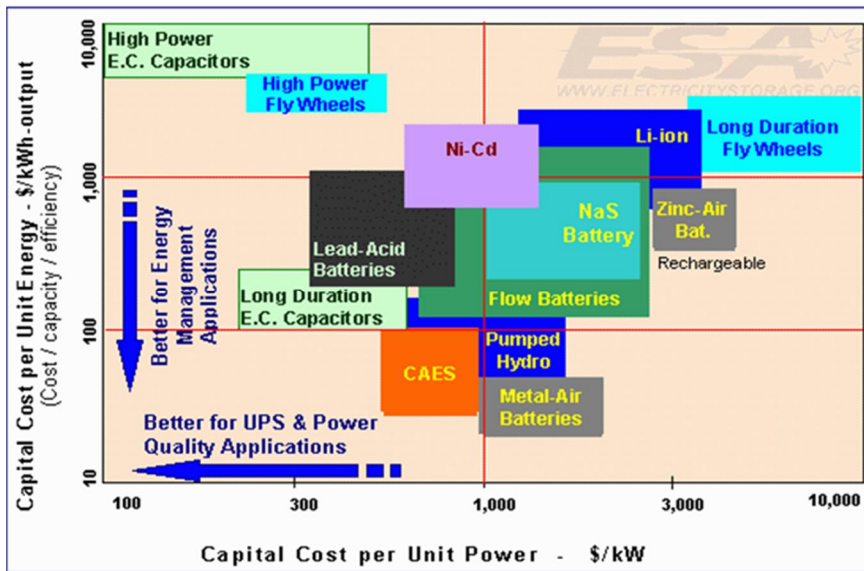 10,000
1,000
100
10
Capital Cost per Unit Energy - $/kWh-output
(Cost / capacity / efficiency)
High Power
E.C. Capacitors
High Power
Fly Wheels
ESA
WWW.ELECTRICITYSTORAGE.ORG
Li-ion
Long Duration
Fly Wheels
Ni-Cd
NaS
Battery
Zinc-Air
Bat.
Rechargeable
Lead-Acid
Batteries
Flow Batteries
Long Duration
E.C. Capacitors
Better for Energy
Management
Applications
Pumped
Hydro
CAES
Metal-Air
Batteries
Better for UPS & Power
Quality Applications
100
300
1,000
3,000
10,000
Capital Cost per Unit Power - $/kW